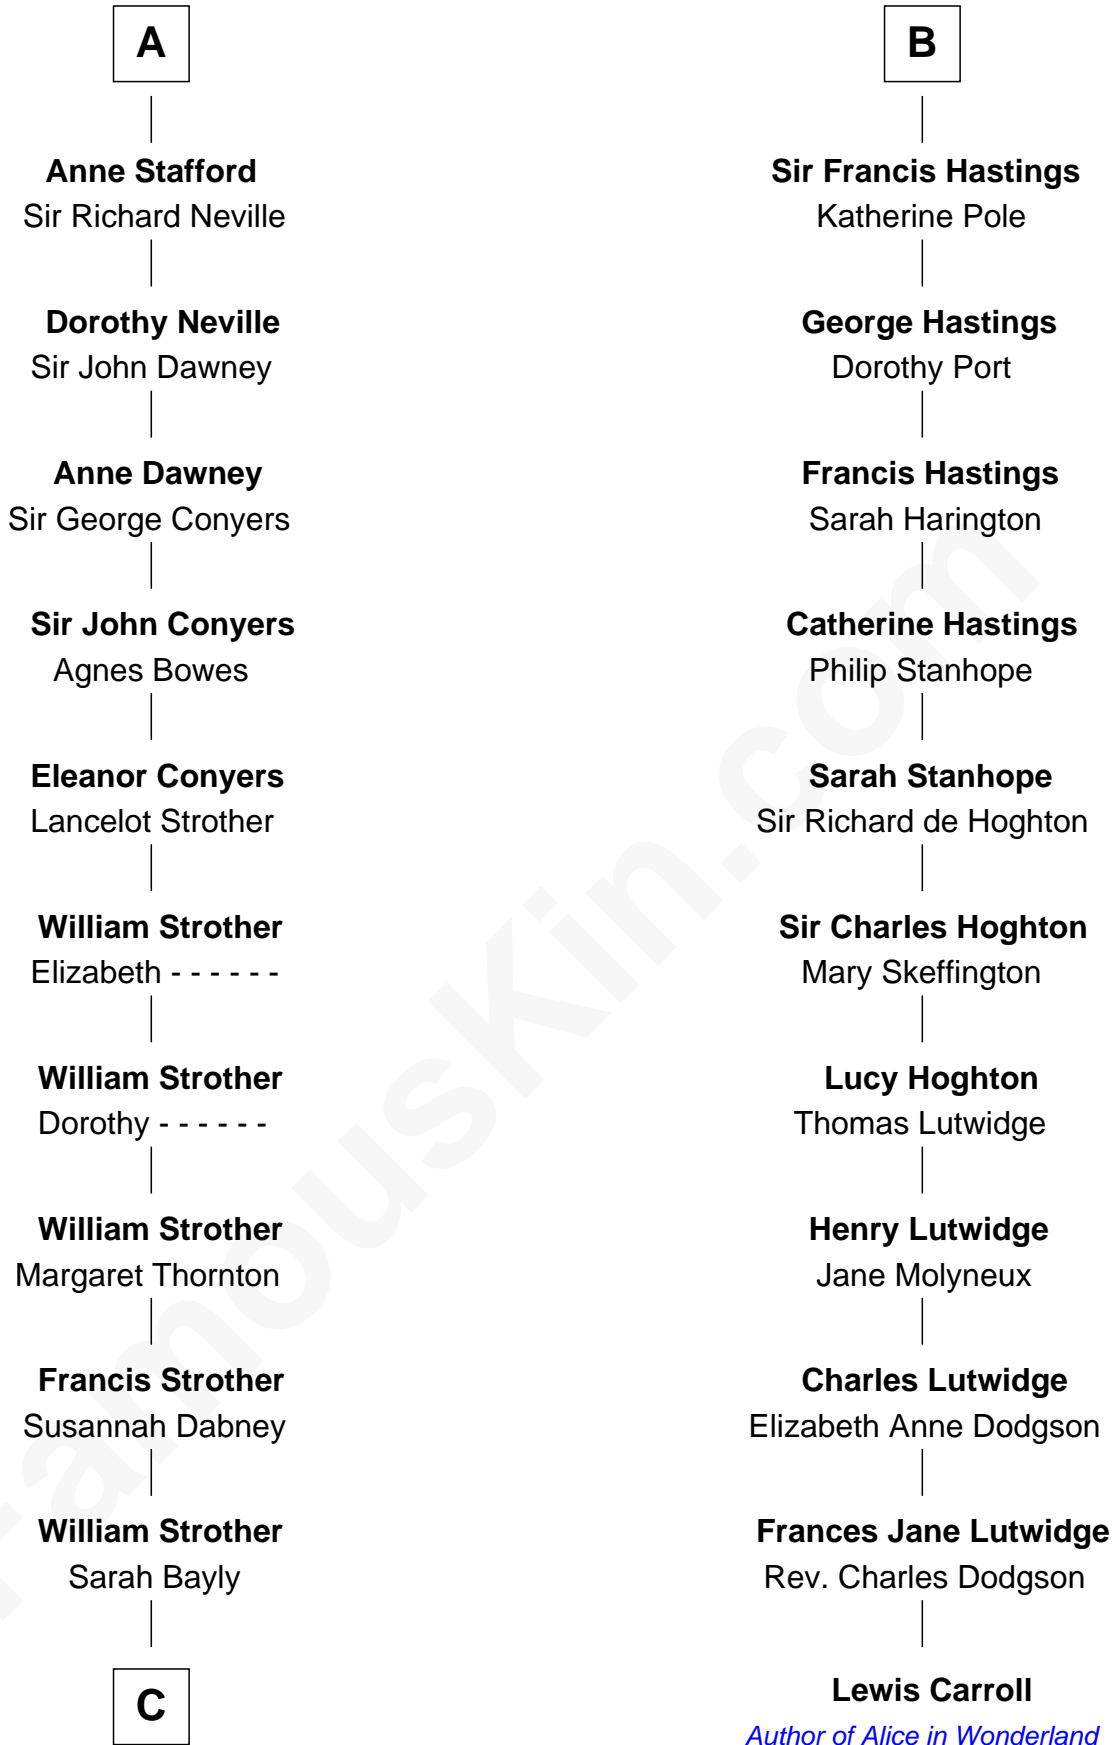 A
Anne Stafford
Sir Richard Neville
Dorothy Neville
Sir John Dawney
Anne Dawney
Sir George Conyers
Sir John Conyers
Agnes Bowes
Eleanor Conyers
Lancelot Strother
William Strother
Elizabeth - - - - - -
William Strother
Dorothy - - - - - -
William Strother
Margaret Thornton
Francis Strother
Susannah Dabney
William Strother
Sarah Bayly
C
B
Sir Francis Hastings
Katherine Pole
George Hastings
Dorothy Port
Francis Hastings
Sarah Harington
Catherine Hastings
Philip Stanhope
Sarah Stanhope
Sir Richard de Hoghton
Sir Charles Hoghton
Mary Skeffington
Lucy Hoghton
Thomas Lutwidge
Henry Lutwidge
Jane Molyneux
Charles Lutwidge
Elizabeth Anne Dodgson
Frances Jane Lutwidge
Rev. Charles Dodgson
Lewis Carroll
Author of Alice in Wonderland
FamousKin.com